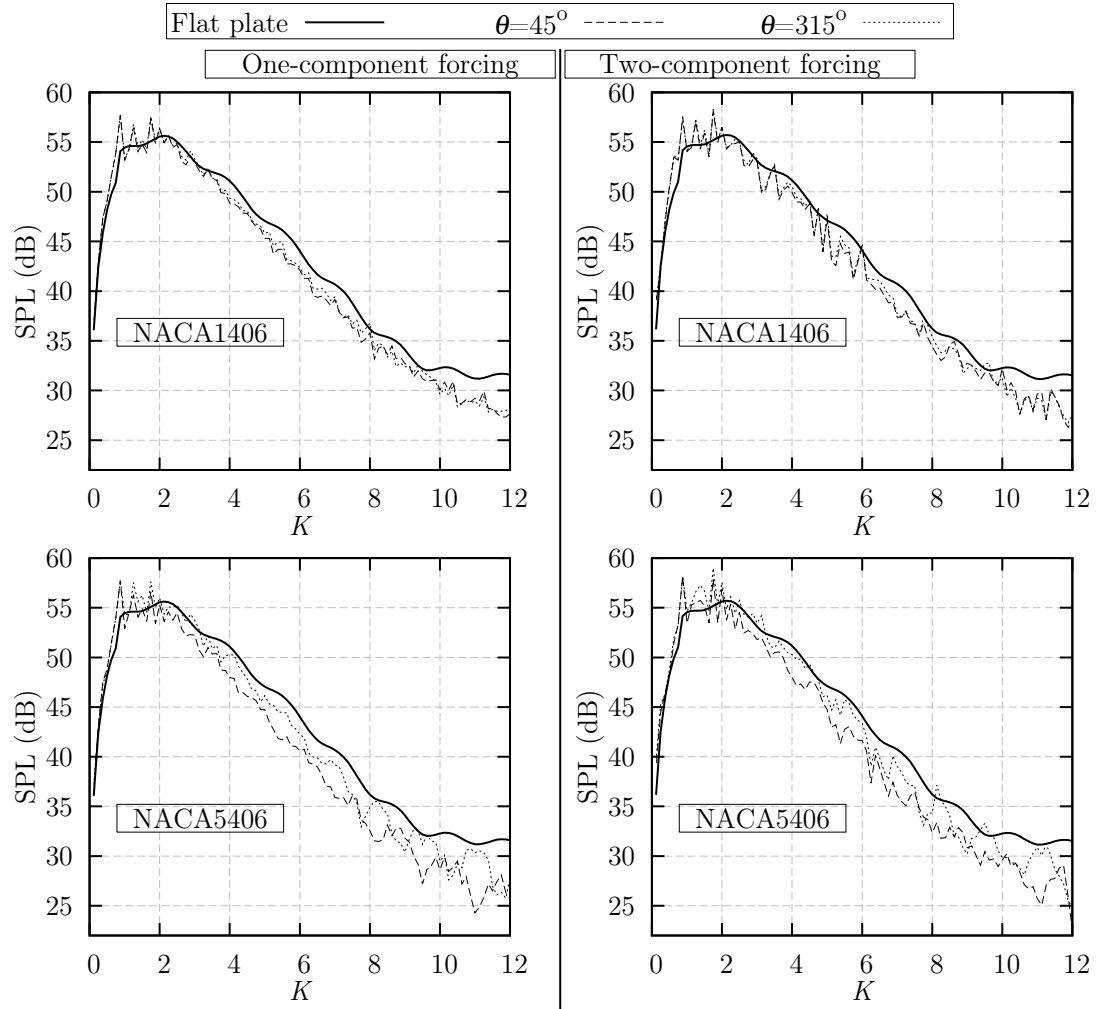 Flat plate θ=45° θ=315°
One-component forcing Two-component forcing
60
55
50
45
40
35
30
25
SPL (dB)
NACA1406
0 2 4 6 8 10 12
K
60
55
50
45
40
35
30
25
SPL (dB)
NACA1406
0 2 4 6 8 10 12
K
60
55
50
45
40
35
30
25
SPL (dB)
NACA5406
0 2 4 6 8 10 12
K
60
55
50
45
40
35
30
25
SPL (dB)
NACA5406
0 2 4 6 8 10 12
K